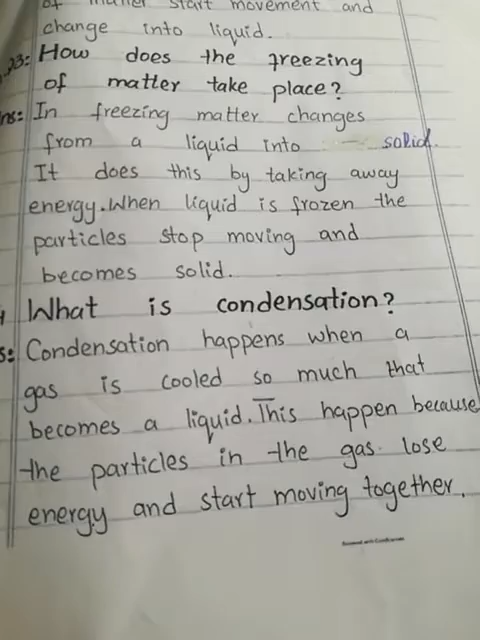 of matter start movement and
change into liquid.
23: How does the freezing
of matter take place?
Ans: In freezing matter changes
from a liquid into solid.
It does this by taking away
energy. When liquid is frozen the
particles stop moving and
becomes solid.
What is condensation?
s: Condensation happens when a
gas is cooled so much that
becomes a liquid. This happen because
the particles in the gas lose
energy and start moving together.